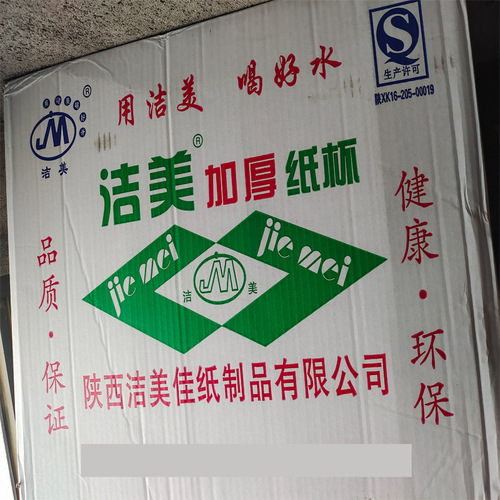 用洁美 喝好水
洁美
生产许可
陕XK16-205-00019
洁美®加厚纸杯
jie mei
jie mei
洁 美
品质·保证
健康·环保
陕西洁美佳纸制品有限公司